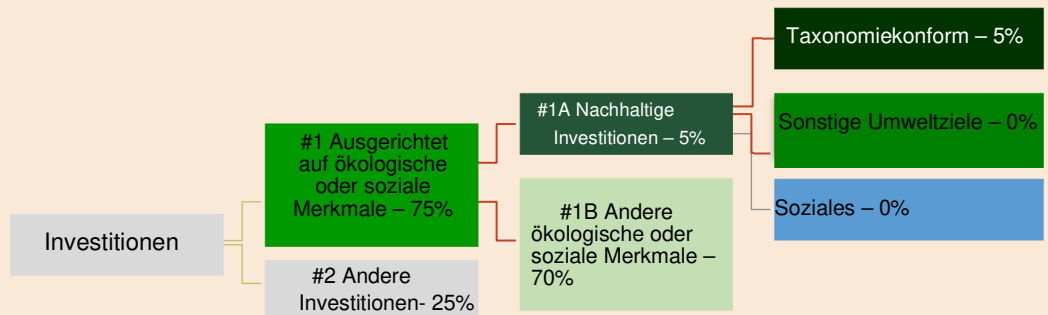 Investitionen
#1 Ausgerichtet
auf ökologische
oder soziale
Merkmale – 75%
#2 Andere
Investitionen- 25%
#1A Nachhaltige
Investitionen – 5%
#1B Andere
ökologische oder
soziale Merkmale –
70%
Taxonomiekonform – 5%
Sonstige Umweltziele – 0%
Soziales – 0%